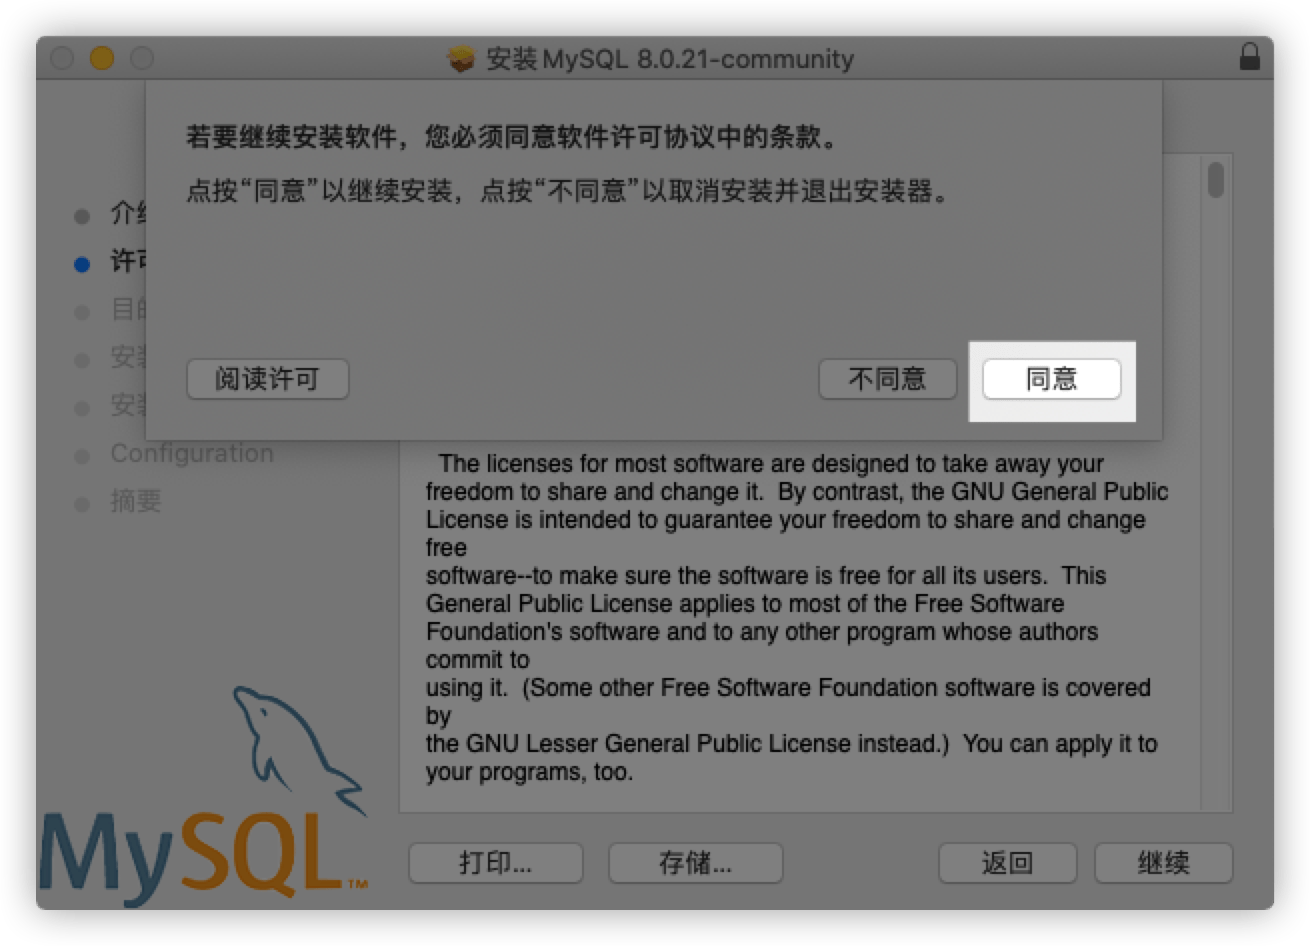 安装 MySQL 8.0.21-community
若要继续安装软件，您必须同意软件许可协议中的条款。
点按“同意”以继续安装，点按“不同意”以取消安装并退出安装器。
阅读许可
不同意
同意
介
许
目
安
安
Configuration
摘要
The licenses for most software are designed to take away your
freedom to share and change it.  By contrast, the GNU General Public
License is intended to guarantee your freedom to share and change
free
software--to make sure the software is free for all its users.  This
General Public License applies to most of the Free Software
Foundation's software and to any other program whose authors
commit to
using it.  (Some other Free Software Foundation software is covered
by
the GNU Lesser General Public License instead.)  You can apply it to
your programs, too.
MySQL™
打印...
存储...
返回
继续